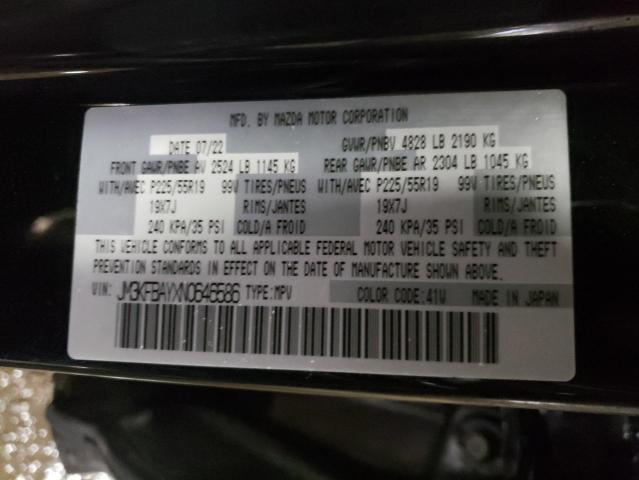 MFD. BY MAZDA MOTOR CORPORATION
DATE 07/22 GVWR/PNBV 4828 LB 2190 KG
FRONT GAWR/PNBE AV 2524 LB 1145 KG REAR GAWR/PNBE AR 2304 LB 1045 KG
WITH/AVEC P225/55R19 99V TIRES/PNEUS WITH/AVEC P225/55R19 99V TIRES/PNEUS
19X7J RIMS/JANTES 19X7J RIMS/JANTES
240 KPA/35 PSI COLD/A FROID 240 KPA/35 PSI COLD/A FROID
THIS VEHICLE CONFORMS TO ALL APPLICABLE FEDERAL MOTOR VEHICLE SAFETY AND THEFT
PREVENTION STANDARDS IN EFFECT ON THE DATE OF MANUFACTURE SHOWN ABOVE.
VIN: JM3KFBAYXN0646586 TYPE:MPV COLOR CODE:41W MADE IN JAPAN